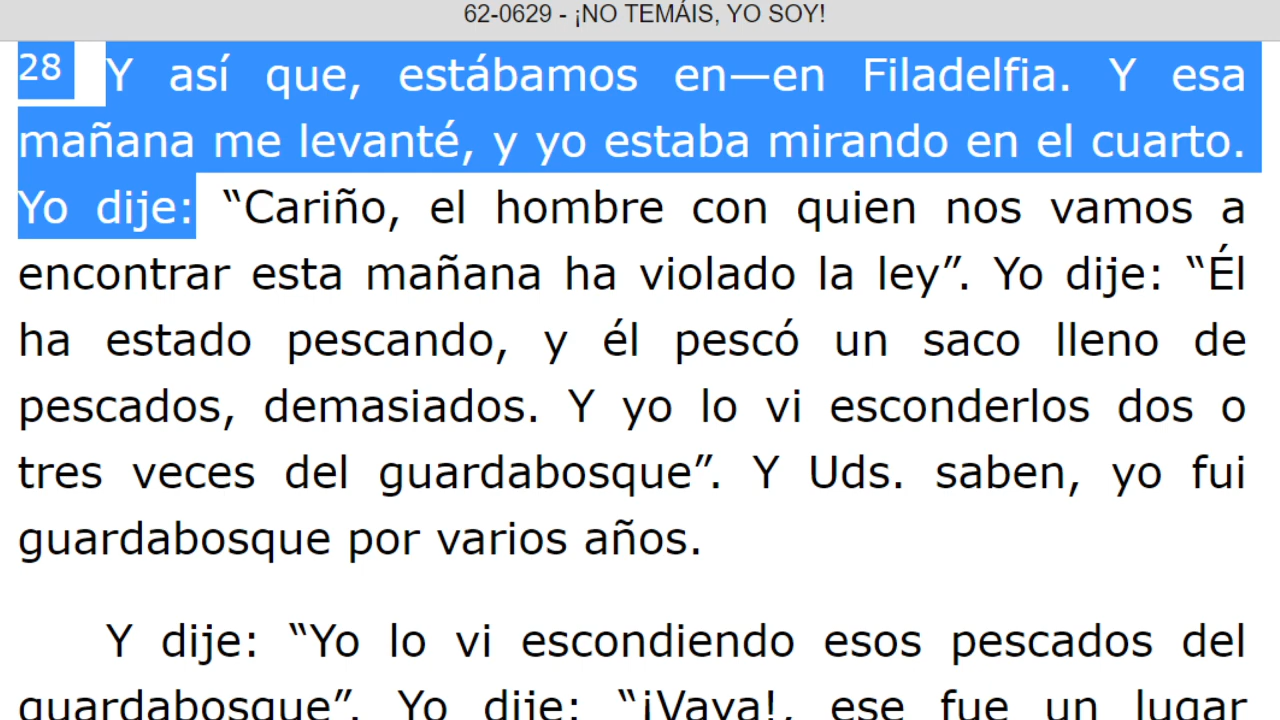 62-0629 - ¡NO TEMÁIS, YO SOY!
28 Y así que, estábamos en—en Filadelfia. Y esa
mañana me levanté, y yo estaba mirando en el cuarto.
Yo dije: “Cariño, el hombre con quien nos vamos a
encontrar esta mañana ha violado la ley”. Yo dije: “Él
ha estado pescando, y él pescó un saco lleno de
pescados, demasiados. Y yo lo vi esconderlos dos o
tres veces del guardabosque”. Y Uds. saben, yo fui
guardabosque por varios años.
Y dije: “Yo lo vi escondiendo esos pescados del
guardabosque”. Yo dije: “¡Vaya!, ese fue un lugar